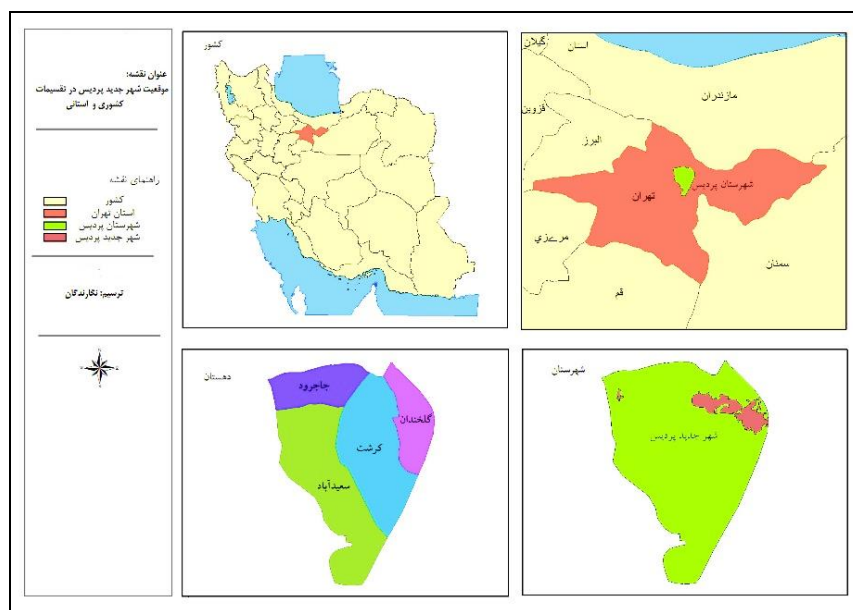 عنوان نقشه:
موقعیت شهر جدید پردیس در تقسیمات
کشوری و استانی
راهنمای نقشه
کشور
استان تهران
شهرستان پردیس
شهر جدید پردیس
ترسیم: نگارندگان
کشور
استان
گیلان
مازندران
قزوین
البرز
شهرستان پردیس
تهران
مرکزي
سمنان
قم
دهستان
جاجرود
گلخندان
کرشت
سعیدآباد
شهرستان
شهر جدید پردیس